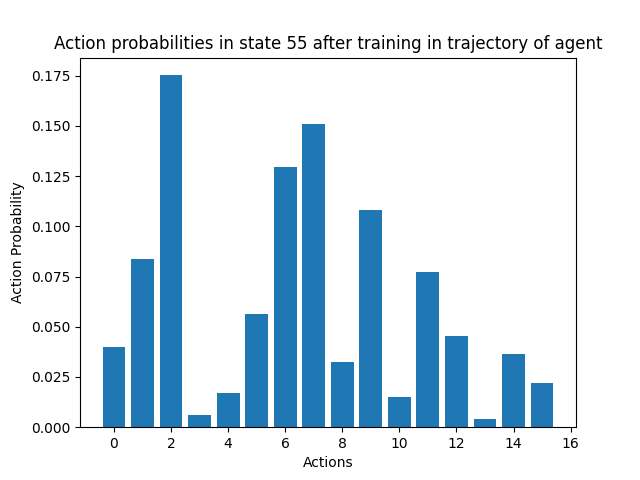 Action probabilities in state 55 after training in trajectory of agent
0.175
0.150
0.125
0.100
0.075
0.050
0.025
0.000
Action Probability
0 2 4 6 8 10 12 14 16
Actions